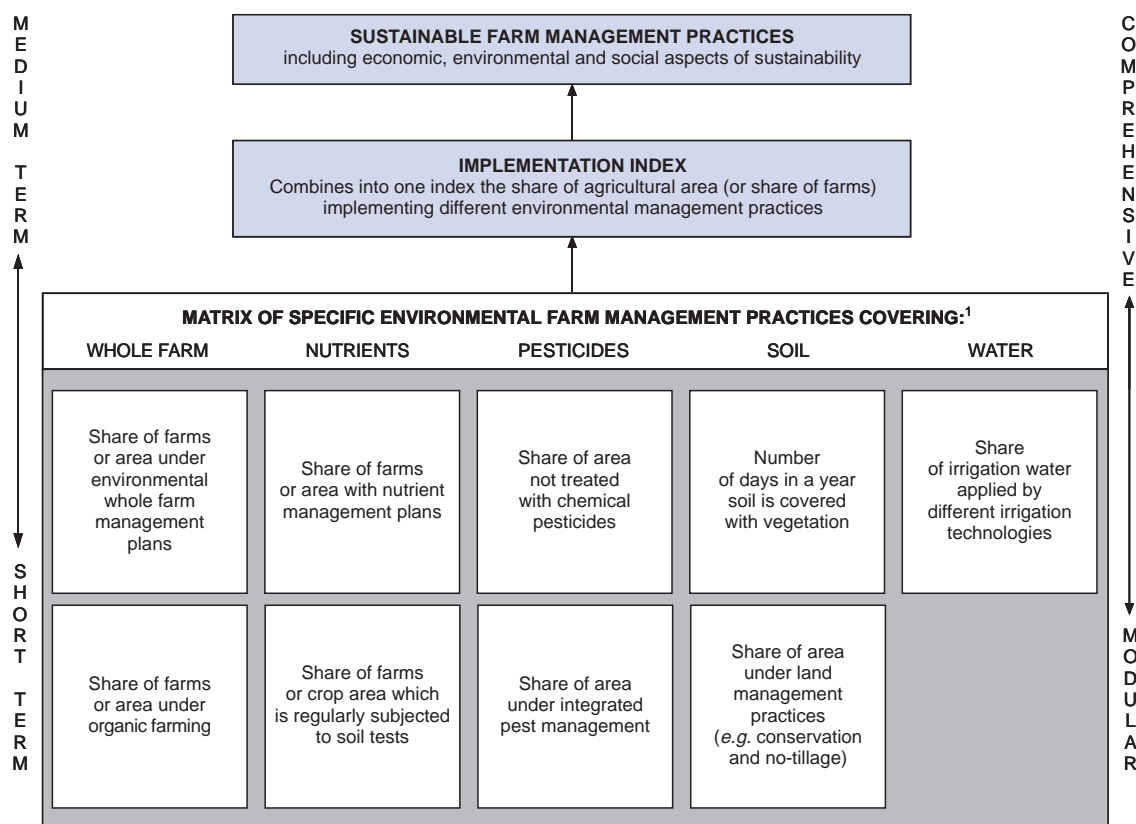 MEDIUM TERM
SHORT TERM
SUSTAINABLE FARM MANAGEMENT PRACTICES
including economic, environmental and social aspects of sustainability
IMPLEMENTATION INDEX
Combines into one index the share of agricultural area (or share of farms)
implementing different environmental management practices
MATRIX OF SPECIFIC ENVIRONMENTAL FARM MANAGEMENT PRACTICES COVERING:¹
WHOLE FARM
NUTRIENTS
PESTICIDES
SOIL
WATER
Share of farms
or area under
environmental
whole farm
management
plans
Share of farms
or area with nutrient
management plans
Share of area
not treated
with chemical
pesticides
Number
of days in a year
soil is covered
with vegetation
Share
of irrigation water
applied by
different irrigation
technologies
Share of farms
or area under
organic farming
Share of farms
or crop area which
is regularly subjected
to soil tests
Share of area
under integrated
pest management
Share of area
under land
management
practices
(e.g. conservation
and no-tillage)
COMPREHENSIVE
MODULAR